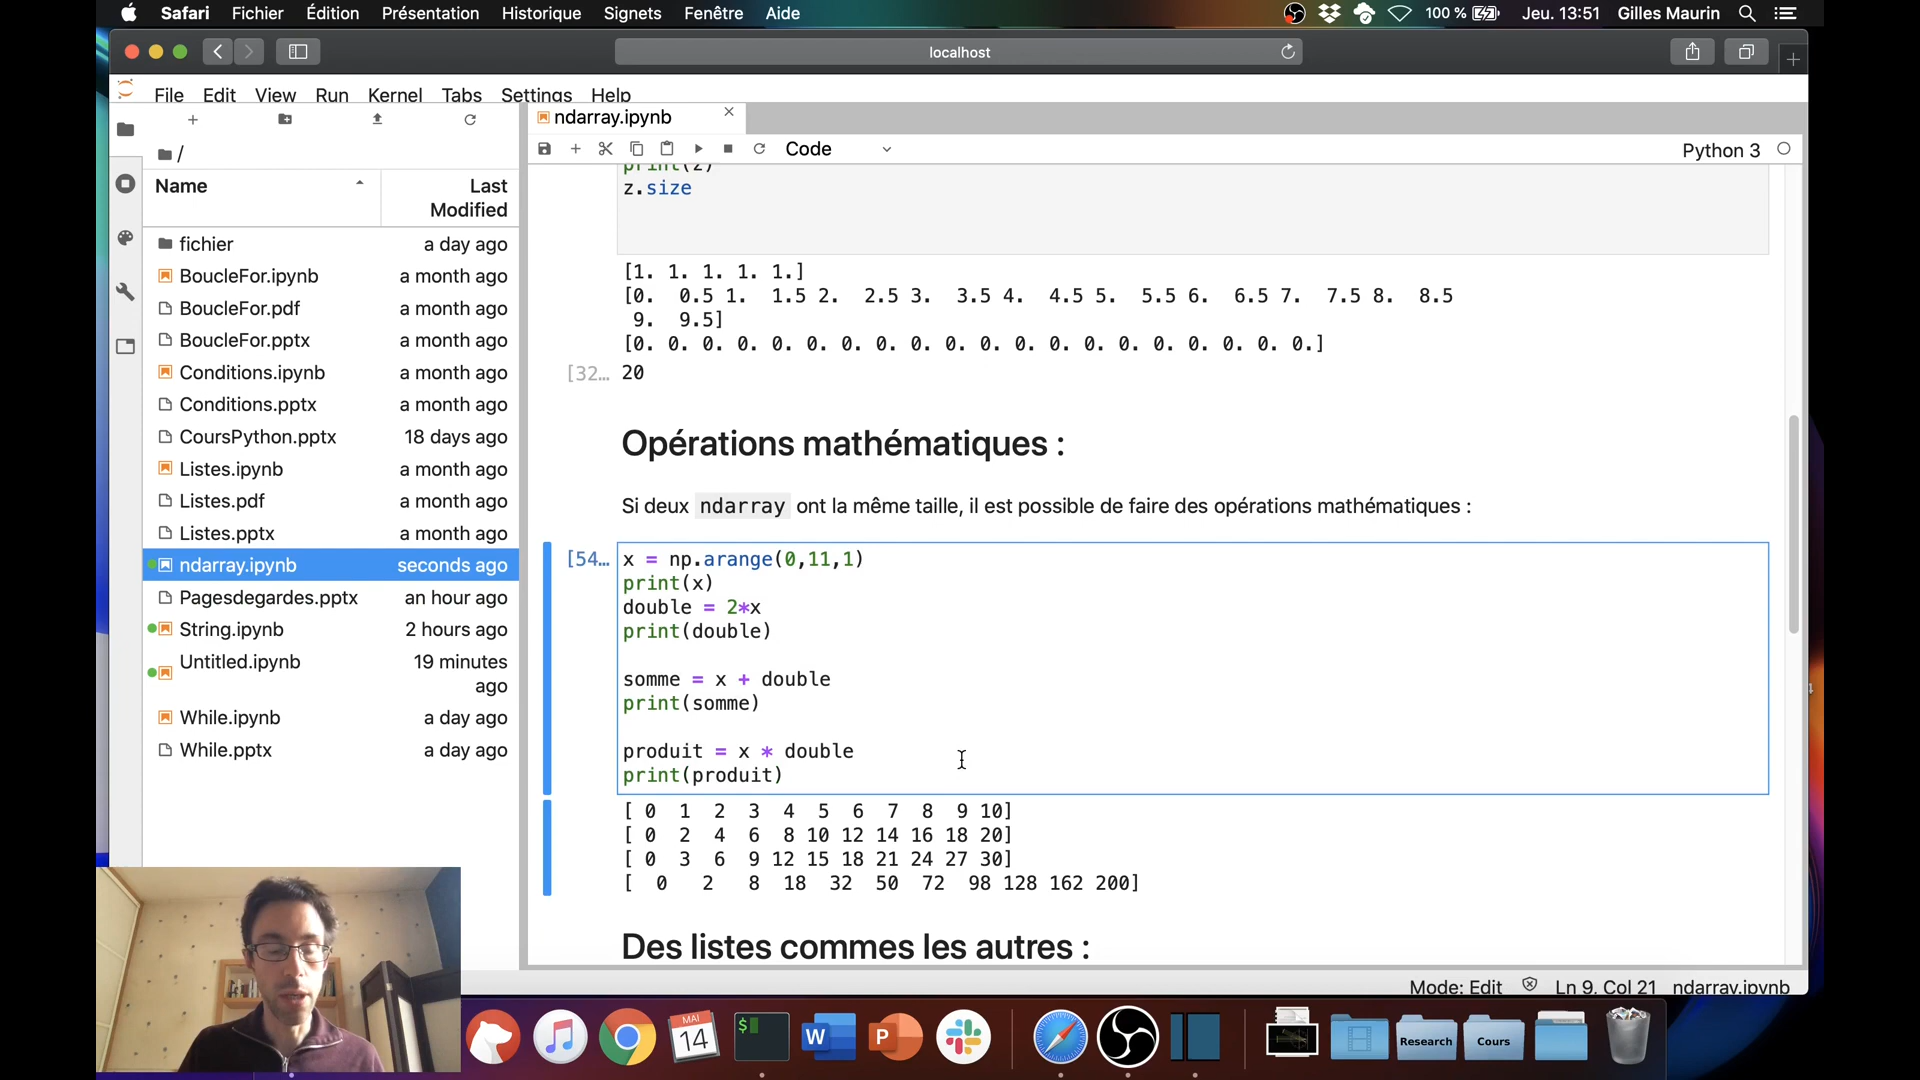 Safari Fichier Édition Présentation Historique Signets Fenêtre Aide 100 % Jeu. 13:51 Gilles Maurin
localhost
File Edit View Run Kernel Tabs Settings Help
ndarray.ipynb
Code
Python 3
/
Name Last Modified
fichier a day ago
BoucleFor.ipynb a month ago
BoucleFor.pdf a month ago
BoucleFor.pptx a month ago
Conditions.ipynb a month ago
Conditions.pptx a month ago
CoursPython.pptx 18 days ago
Listes.ipynb a month ago
Listes.pdf a month ago
Listes.pptx a month ago
ndarray.ipynb seconds ago
Pagesdegardes.pptx an hour ago
String.ipynb 2 hours ago
Untitled.ipynb 19 minutes ago
While.ipynb a day ago
While.pptx a day ago
print(z)
z.size
[1. 1. 1. 1. 1.]
[0. 0.5 1. 1.5 2. 2.5 3. 3.5 4. 4.5 5. 5.5 6. 6.5 7. 7.5 8. 8.5
9. 9.5]
[0. 0. 0. 0. 0. 0. 0. 0. 0. 0. 0. 0. 0. 0. 0. 0. 0. 0. 0. 0.]
[32... 20
Opérations mathématiques :
Si deux ndarray ont la même taille, il est possible de faire des opérations mathématiques :
[54... x = np.arange(0,11,1)
print(x)
double = 2*x
print(double)
somme = x + double
print(somme)
produit = x * double
print(produit)
[ 0 1 2 3 4 5 6 7 8 9 10]
[ 0 2 4 6 8 10 12 14 16 18 20]
[ 0 3 6 9 12 15 18 21 24 27 30]
[ 0 2 8 18 32 50 72 98 128 162 200]
Des listes commes les autres :
Mode: Edit Ln 9, Col 21 ndarray.ipynb
MAI
14
$
W
P
Research
Cours